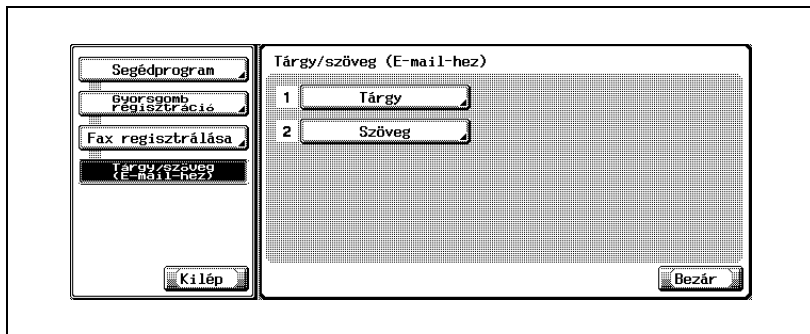 Segédprogram
Gyorsgomb
regisztráció
Fax regisztrálása
Tárgy/szöveg
(E-mail-hez)
Kilép
Tárgy/szöveg (E-mail-hez)
1 Tárgy
2 Szöveg
Bezár